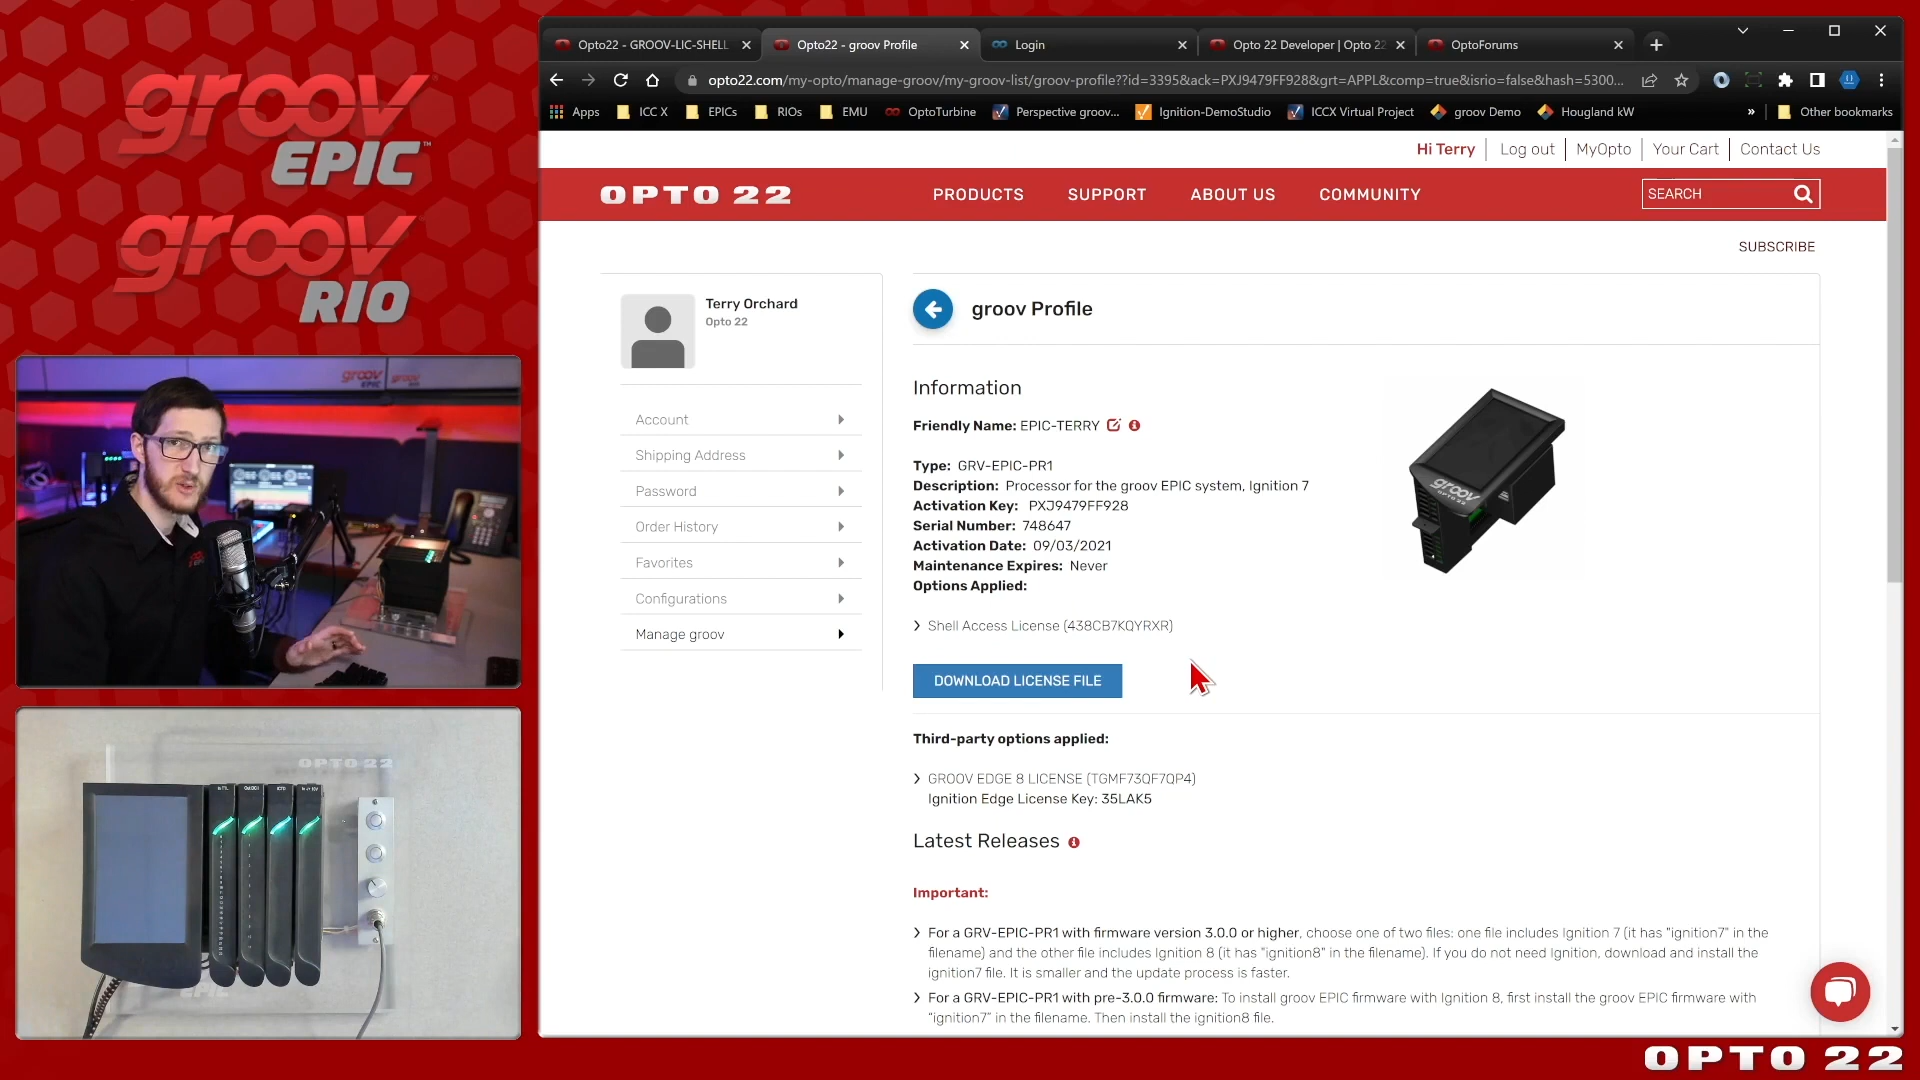 groov
EPIC™
groov
RIO
Opto22 - GROOV-LIC-SHELL
Opto22 - groov Profile
Login
Opto 22 Developer | Opto 22
OptoForums
opto22.com/my-opto/manage-groov/my-groov-list/groov-profile??id=3395&ack=PXJ9479FF928&grt=APPL&comp=true&isrio=false&hash=5300...
Apps
ICC X
EPICs
RIOs
EMU
OptoTurbine
Perspective groov...
Ignition-DemoStudio
ICCX Virtual Project
groov Demo
Hougland kW
»
Other bookmarks
Hi Terry
Log out
MyOpto
Your Cart
Contact Us
OPTO 22
PRODUCTS
SUPPORT
ABOUT US
COMMUNITY
SEARCH
SUBSCRIBE
Terry Orchard
Opto 22
Account
Shipping Address
Password
Order History
Favorites
Configurations
Manage groov
groov Profile
Information
Friendly Name: EPIC-TERRY
Type: GRV-EPIC-PR1
Description: Processor for the groov EPIC system, Ignition 7
Activation Key: PXJ9479FF928
Serial Number: 748647
Activation Date: 09/03/2021
Maintenance Expires: Never
Options Applied:
Shell Access License (438CB7KQYRXR)
DOWNLOAD LICENSE FILE
Third-party options applied:
GROOV EDGE 8 LICENSE (TGMF73QF7QP4)
Ignition Edge License Key: 35LAK5
Latest Releases
Important:
For a GRV-EPIC-PR1 with firmware version 3.0.0 or higher, choose one of two files: one file includes Ignition 7 (it has "ignition7" in the
filename) and the other file includes Ignition 8 (it has "ignition8" in the filename). If you do not need Ignition, download and install the
ignition7 file. It is smaller and the update process is faster.
For a GRV-EPIC-PR1 with pre-3.0.0 firmware: To install groov EPIC firmware with Ignition 8, first install the groov EPIC firmware with
"ignition7" in the filename. Then install the ignition8 file.
groov
OPTO 22
groov
EPIC
OPTO 22
EPIC
OPTO 22